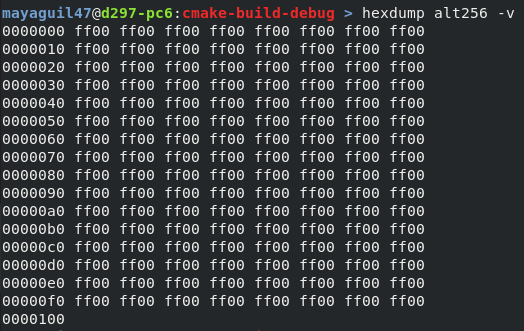 mayaguil47@d297-pc6:cmake-build-debug > hexdump alt256 -v
0000000 ff00 ff00 ff00 ff00 ff00 ff00 ff00 ff00
0000010 ff00 ff00 ff00 ff00 ff00 ff00 ff00 ff00
0000020 ff00 ff00 ff00 ff00 ff00 ff00 ff00 ff00
0000030 ff00 ff00 ff00 ff00 ff00 ff00 ff00 ff00
0000040 ff00 ff00 ff00 ff00 ff00 ff00 ff00 ff00
0000050 ff00 ff00 ff00 ff00 ff00 ff00 ff00 ff00
0000060 ff00 ff00 ff00 ff00 ff00 ff00 ff00 ff00
0000070 ff00 ff00 ff00 ff00 ff00 ff00 ff00 ff00
0000080 ff00 ff00 ff00 ff00 ff00 ff00 ff00 ff00
0000090 ff00 ff00 ff00 ff00 ff00 ff00 ff00 ff00
00000a0 ff00 ff00 ff00 ff00 ff00 ff00 ff00 ff00
00000b0 ff00 ff00 ff00 ff00 ff00 ff00 ff00 ff00
00000c0 ff00 ff00 ff00 ff00 ff00 ff00 ff00 ff00
00000d0 ff00 ff00 ff00 ff00 ff00 ff00 ff00 ff00
00000e0 ff00 ff00 ff00 ff00 ff00 ff00 ff00 ff00
00000f0 ff00 ff00 ff00 ff00 ff00 ff00 ff00 ff00
0000100